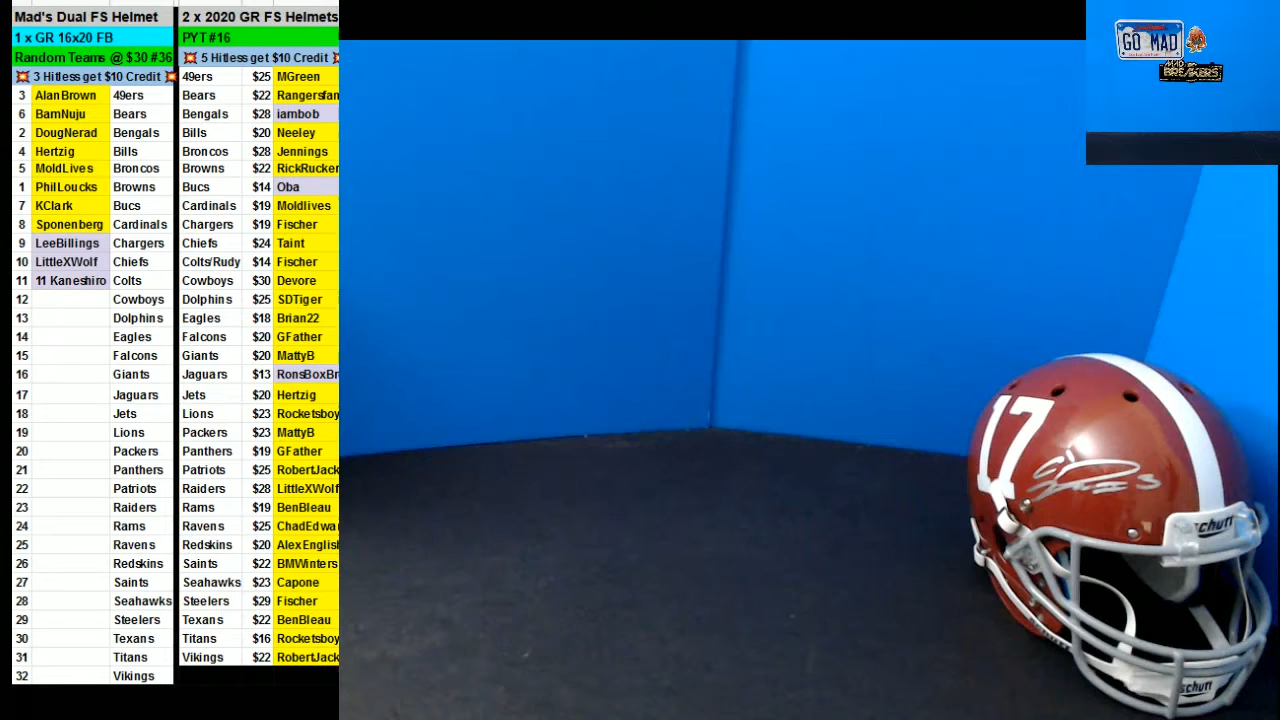 Mad's Dual FS Helmet
1 x GR 16x20 FB
Random Teams @ $30 #36
💥 3 Hitless get $10 Credit 💥
3 AlanBrown 49ers
6 BamNuju Bears
2 DougNerad Bengals
4 Hertzig Bills
5 MoldLives Broncos
1 PhilLoucks Browns
7 KClark Bucs
8 Sponenberg Cardinals
9 LeeBillings Chargers
10 LittleXWolf Chiefs
11 11 Kaneshiro Colts
12 Cowboys
13 Dolphins
14 Eagles
15 Falcons
16 Giants
17 Jaguars
18 Jets
19 Lions
20 Packers
21 Panthers
22 Patriots
23 Raiders
24 Rams
25 Ravens
26 Redskins
27 Saints
28 Seahawks
29 Steelers
30 Texans
31 Titans
32 Vikings
2 x 2020 GR FS Helmets
PYT #16
💥 5 Hitless get $10 Credit 💥
49ers $25 MGreen
Bears $22 Rangersfan
Bengals $28 iambob
Bills $20 Neeley
Broncos $28 Jennings
Browns $22 RickRucker
Bucs $14 Oba
Cardinals $19 Moldlives
Chargers $19 Fischer
Chiefs $24 Taint
Colts/Rudy $14 Fischer
Cowboys $30 Devore
Dolphins $25 SDTiger
Eagles $18 Brian22
Falcons $20 GFather
Giants $20 MattyB
Jaguars $13 RonsBoxBr
Jets $20 Hertzig
Lions $23 Rocketsboy
Packers $23 MattyB
Panthers $19 GFather
Patriots $25 RobertJack
Raiders $28 LittleXWolf
Rams $19 BenBleau
Ravens $25 ChadEdwa
Redskins $20 AlexEnglish
Saints $22 BMWinters
Seahawks $23 Capone
Steelers $29 Fischer
Texans $22 BenBleau
Titans $16 Rocketsboy
Vikings $22 RobertJack
GO MAD
MAD BREAKERS
17
schutt
schutt